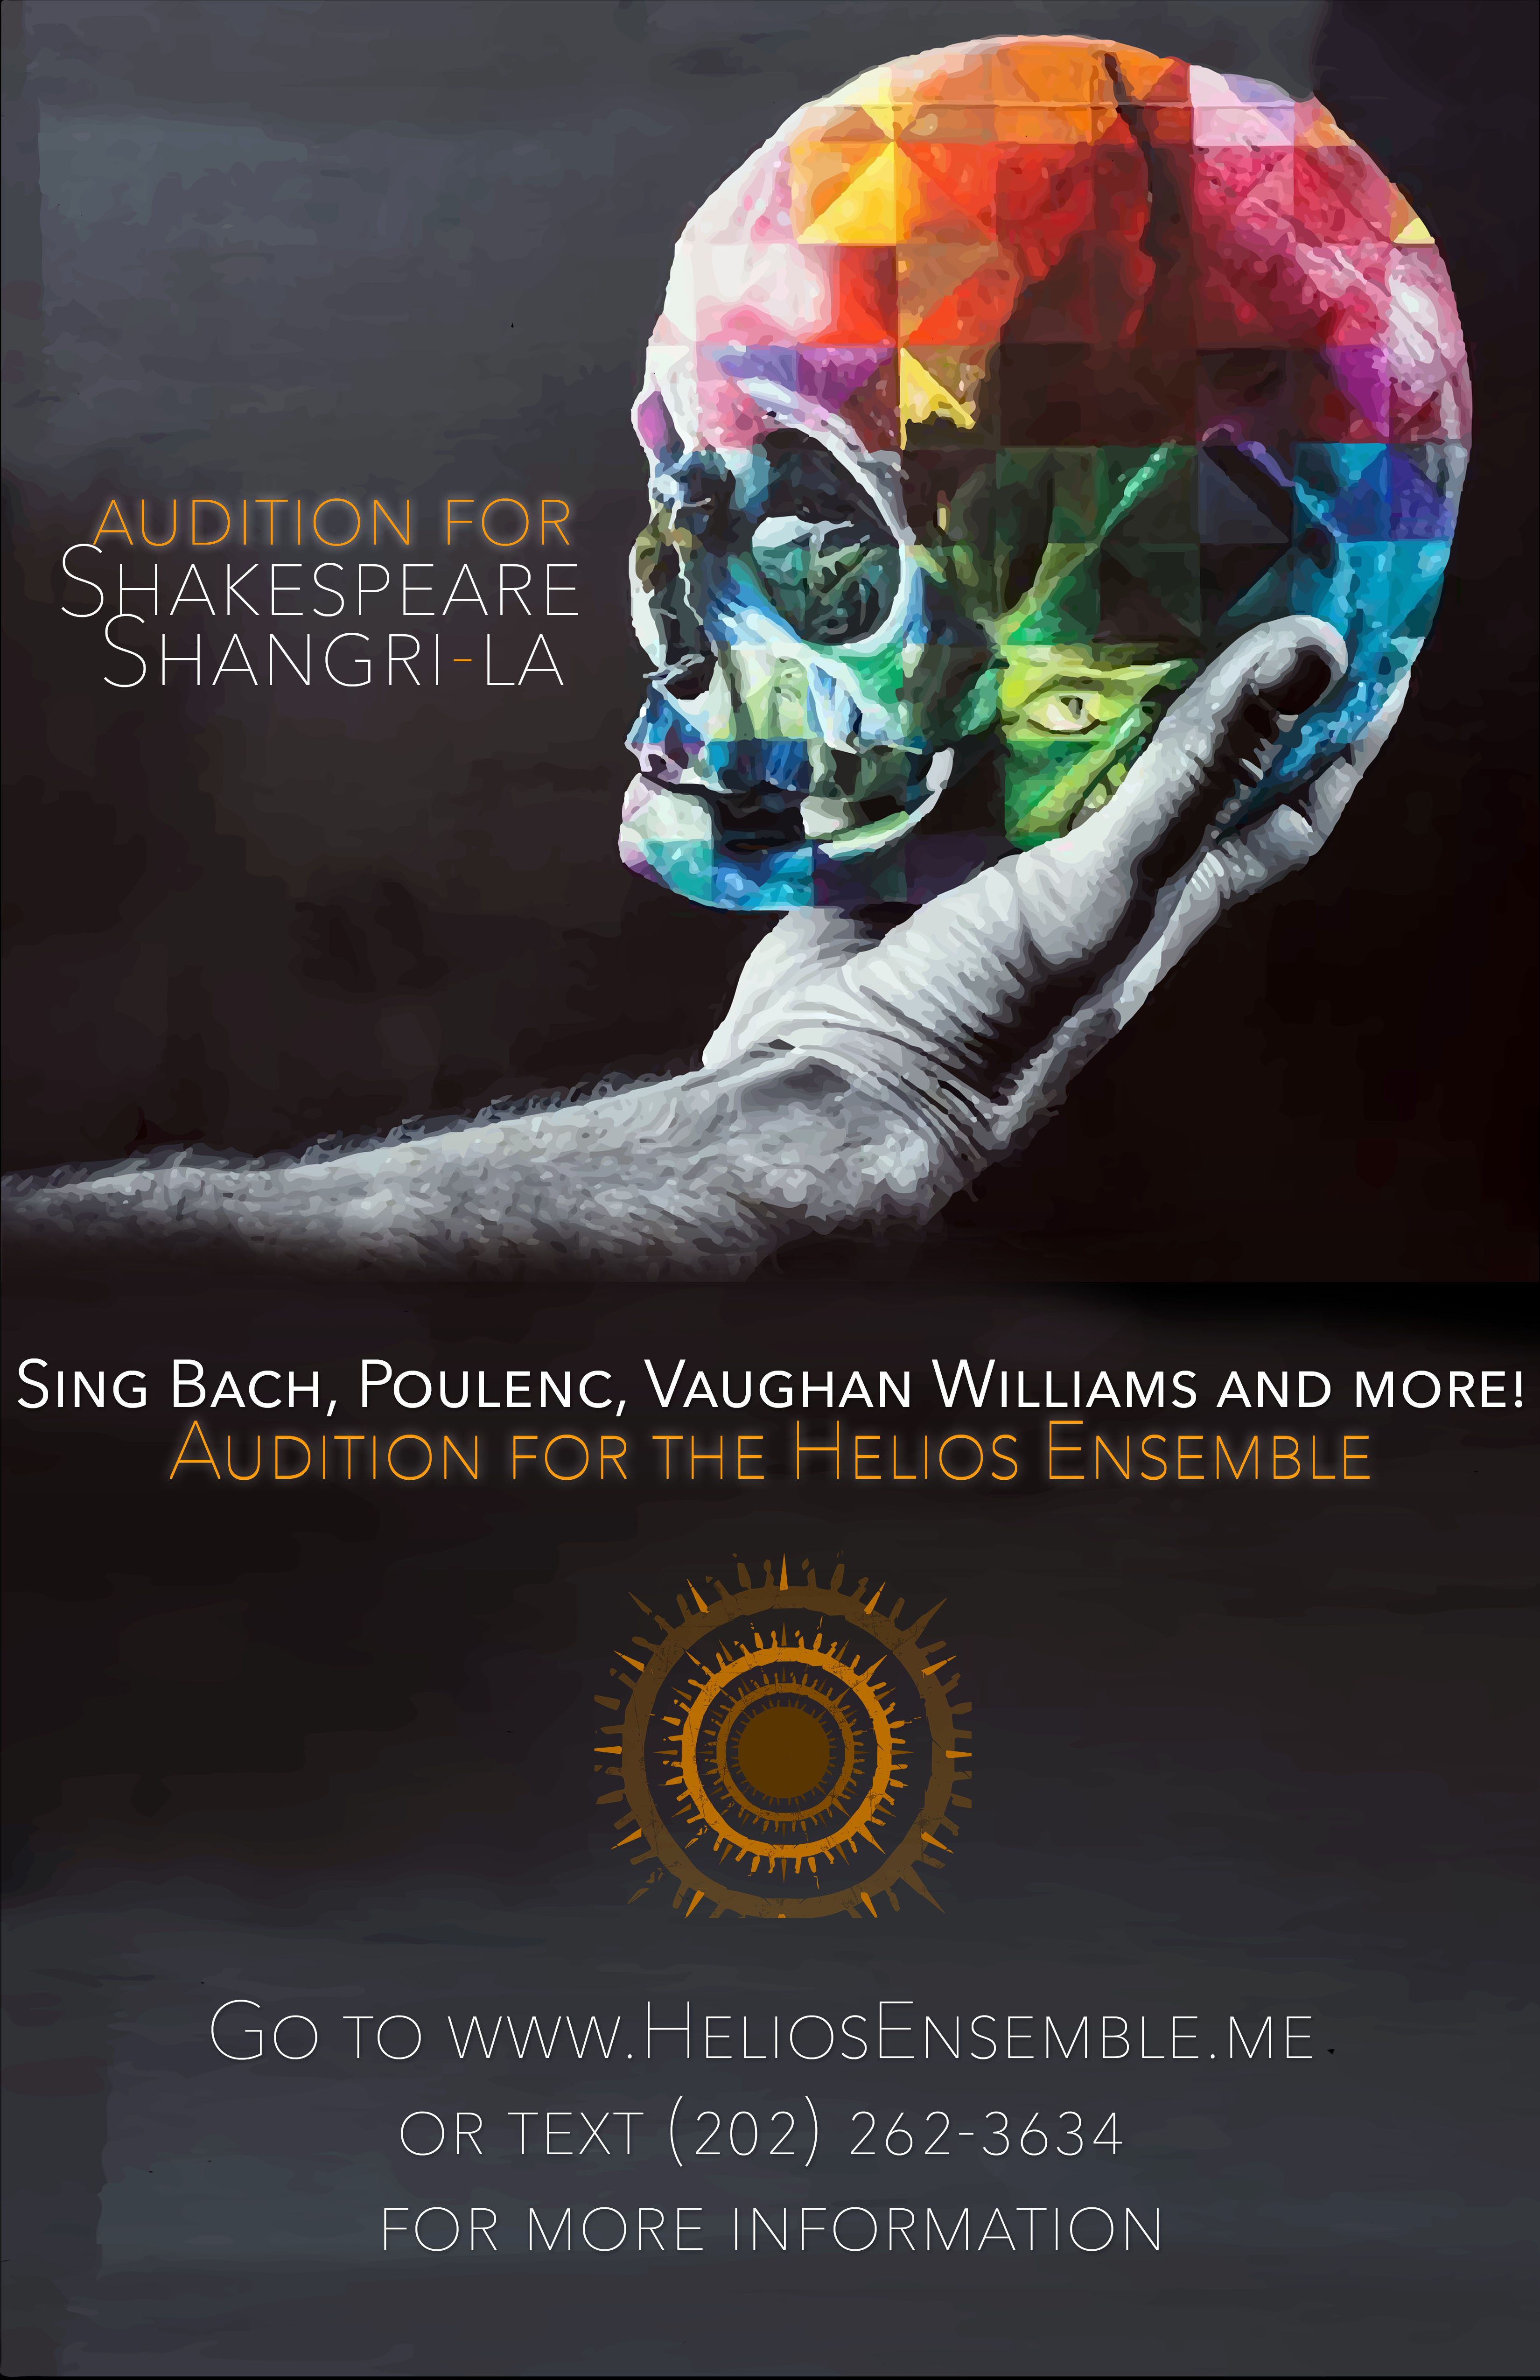 AUDITION FOR
SHAKESPEARE
SHANGRI-LA
SING BACH, POULENC, VAUGHAN WILLIAMS AND MORE!
AUDITION FOR THE HELIOS ENSEMBLE
GO TO WWW.HELIOSENSEMBLE.ME
OR TEXT (202) 262-3634
FOR MORE INFORMATION